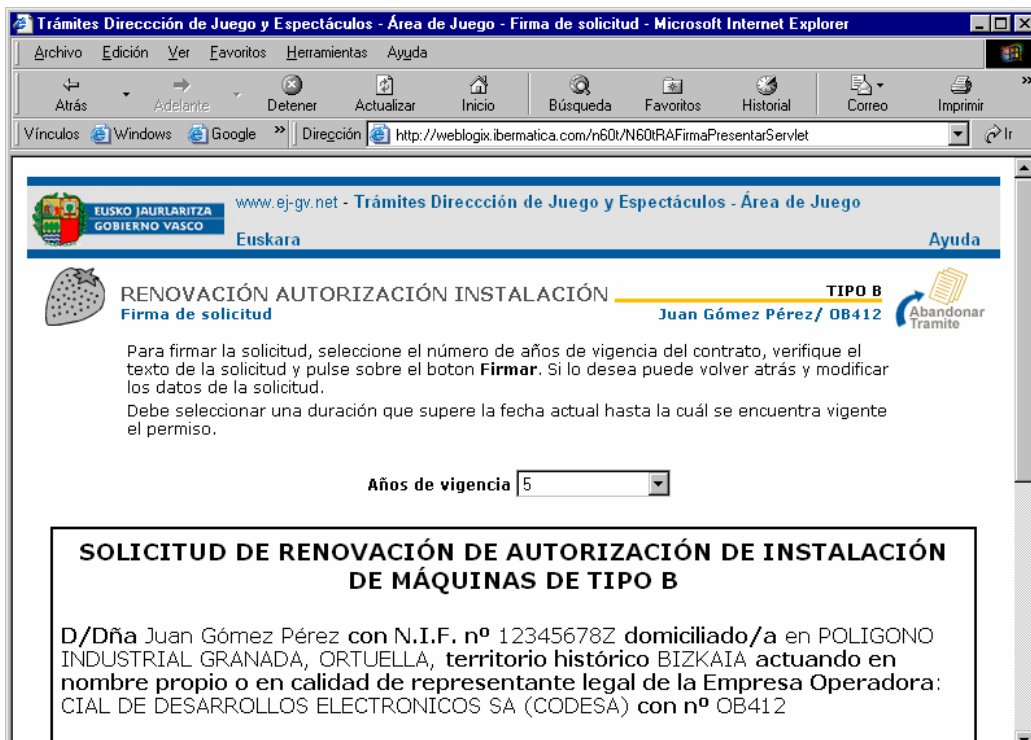 Trámites Direccción de Juego y Espectáculos - Área de Juego - Firma de solicitud - Microsoft Internet Explorer
Archivo Edición Ver Favoritos Herramientas Ayuda
Atrás Adelante Detener Actualizar Inicio Búsqueda Favoritos Historial Correo Imprimir »
Vínculos Windows Google » Dirección http://weblogix.ibermatica.com/n60t/N60tRAFirmaPresentarServlet Ir
EUSKO JAURLARITZA
GOBIERNO VASCO
www.ej-gv.net - Trámites Direccción de Juego y Espectáculos - Área de Juego
Euskara Ayuda
RENOVACIÓN AUTORIZACIÓN INSTALACIÓN TIPO B
Firma de solicitud Juan Gómez Pérez/ OB412
Abandonar
Tramite
Para firmar la solicitud, seleccione el número de años de vigencia del contrato, verifique el
texto de la solicitud y pulse sobre el boton Firmar. Si lo desea puede volver atrás y modificar
los datos de la solicitud.
Debe seleccionar una duración que supere la fecha actual hasta la cuál se encuentra vigente
el permiso.
Años de vigencia 5
SOLICITUD DE RENOVACIÓN DE AUTORIZACIÓN DE INSTALACIÓN
DE MÁQUINAS DE TIPO B
D/Dña Juan Gómez Pérez con N.I.F. nº 12345678Z domiciliado/a en POLIGONO
INDUSTRIAL GRANADA, ORTUELLA, territorio histórico BIZKAIA actuando en
nombre propio o en calidad de representante legal de la Empresa Operadora:
CIAL DE DESARROLLOS ELECTRONICOS SA (CODESA) con nº OB412